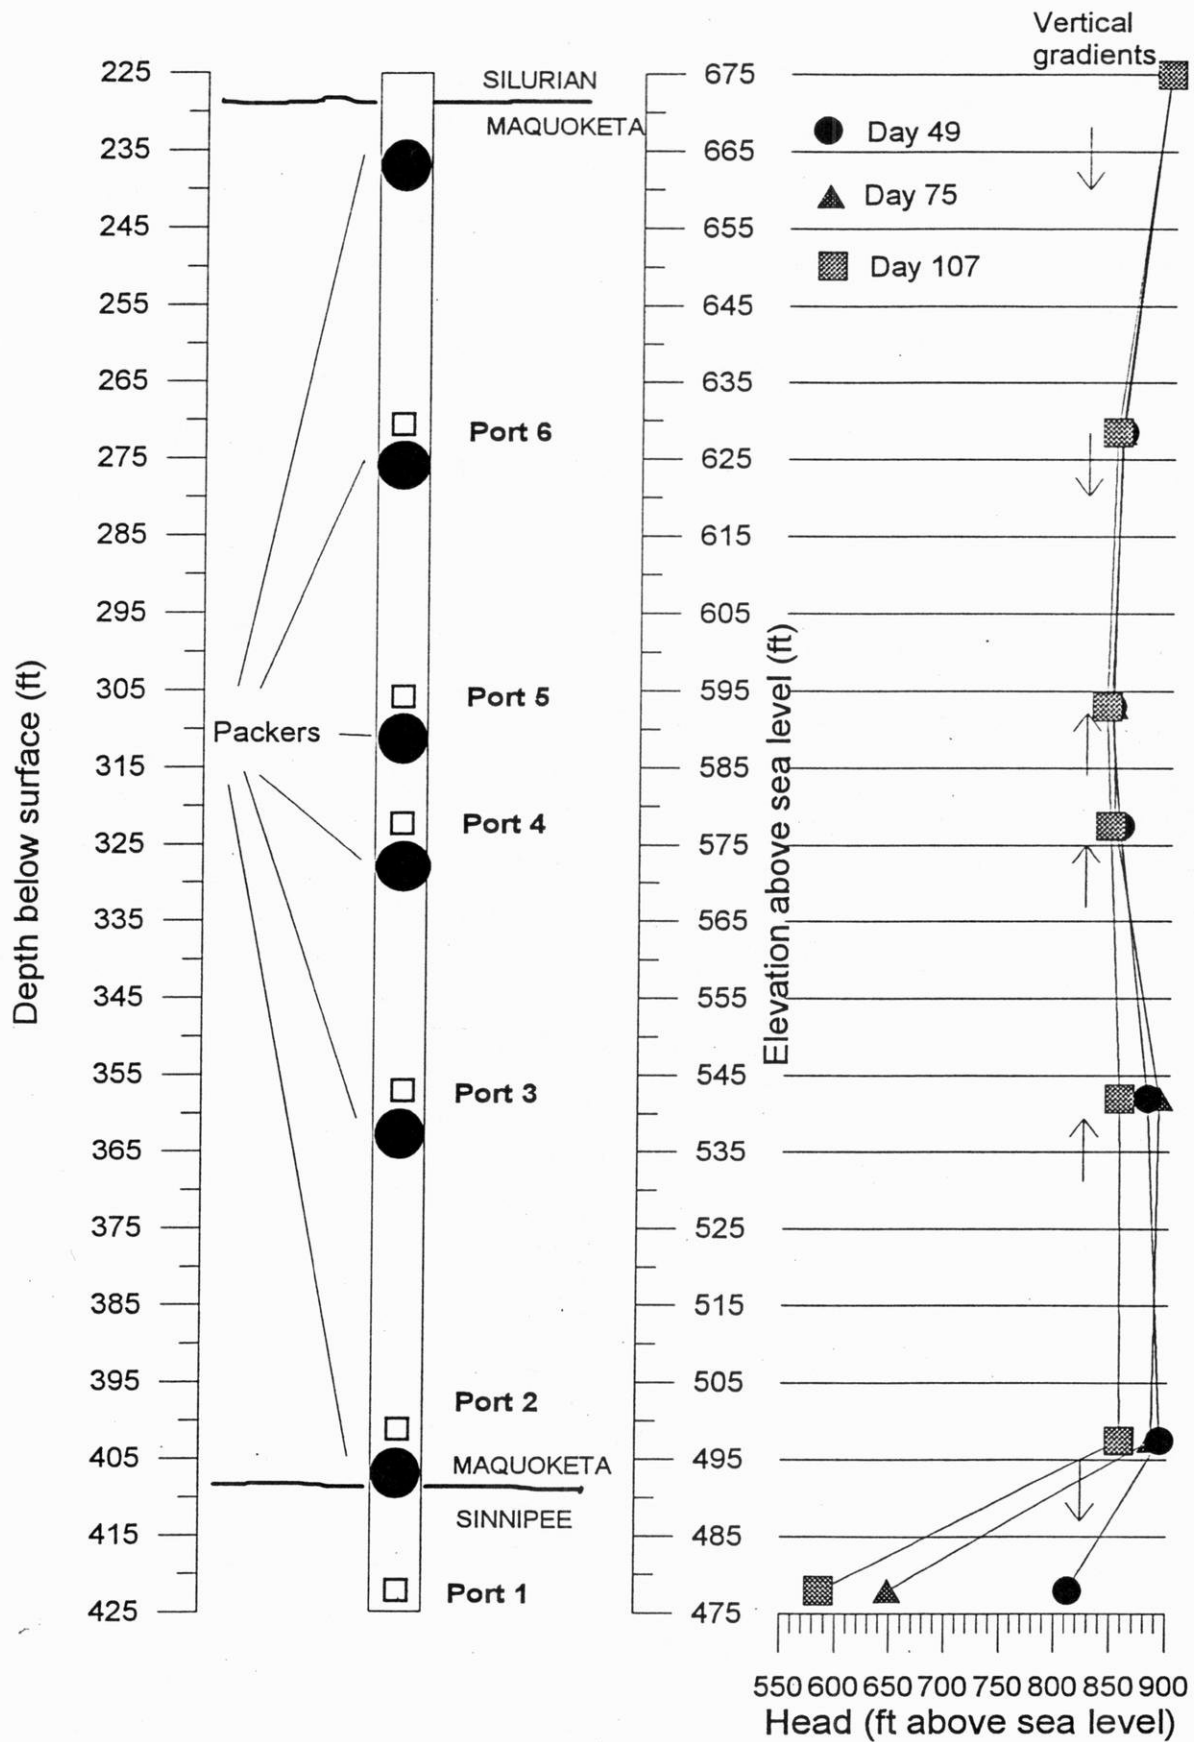 Vertical
gradients
225
235
245
255
265
275
285
295
305
315
325
335
345
355
365
375
385
395
405
415
425
Depth below surface (ft)
SILURIAN
MAQUOKETA
Port 6
Port 5
Packers
Port 4
Port 3
Port 2
MAQUOKETA
SINNIPEE
Port 1
675
665
655
645
635
625
615
605
595
585
575
565
555
545
535
525
515
505
495
485
475
Elevation above sea level (ft)
Day 49
Day 75
Day 107
550 600 650 700 750 800 850 900
Head (ft above sea level)